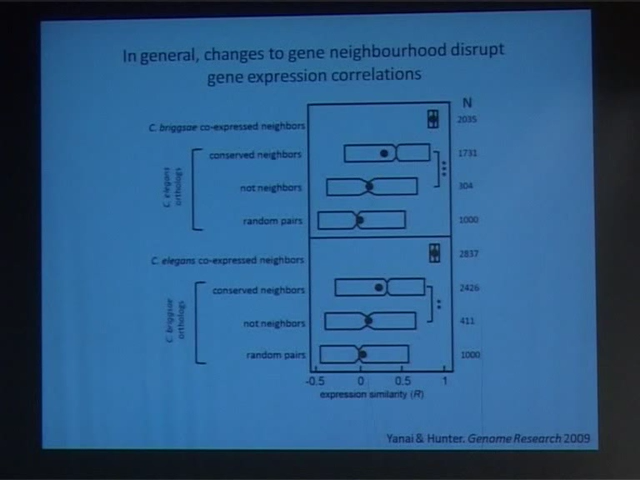 In general, changes to gene neighbourhood disrupt
gene expression correlations
N
C. briggsae co-expressed neighbors 2035
C. elegans
orthologs
conserved neighbors 1731
***
not neighbors 304
random pairs 1000
C. elegans co-expressed neighbors 2837
C. briggsae
orthologs
conserved neighbors 2426
**
not neighbors 411
random pairs 1000
-0.5 0 0.5 1
expression similarity (R)
Yanai & Hunter. Genome Research 2009